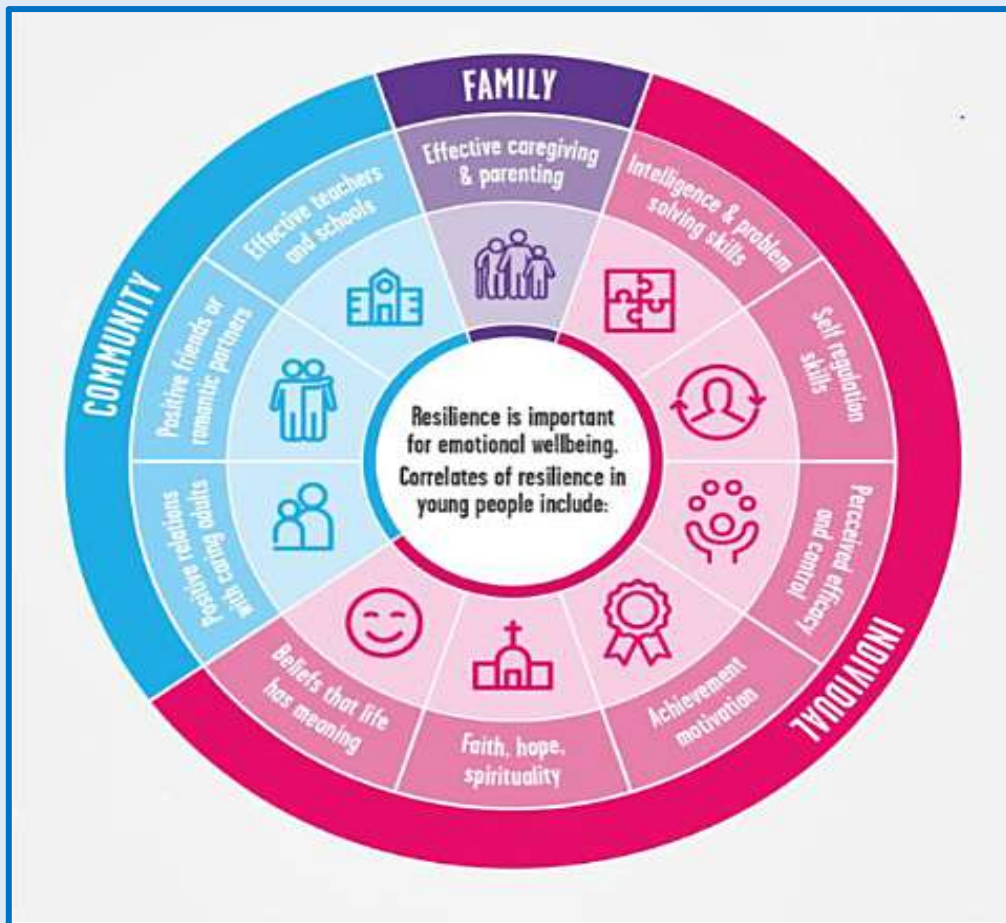 FAMILY
Effective caregiving
& parenting
Intelligence & problem
solving skills
Self regulation
skills
Perceived efficacy
and control
INDIVIDUAL
Achievement
motivation
Faith, hope,
spirituality
Beliefs that life
has meaning
Positive relations
with caring adults
Positive friends or
romantic partners
Effective teachers
and schools
COMMUNITY
Resilience is important
for emotional wellbeing.
Correlates of resilience in
young people include: